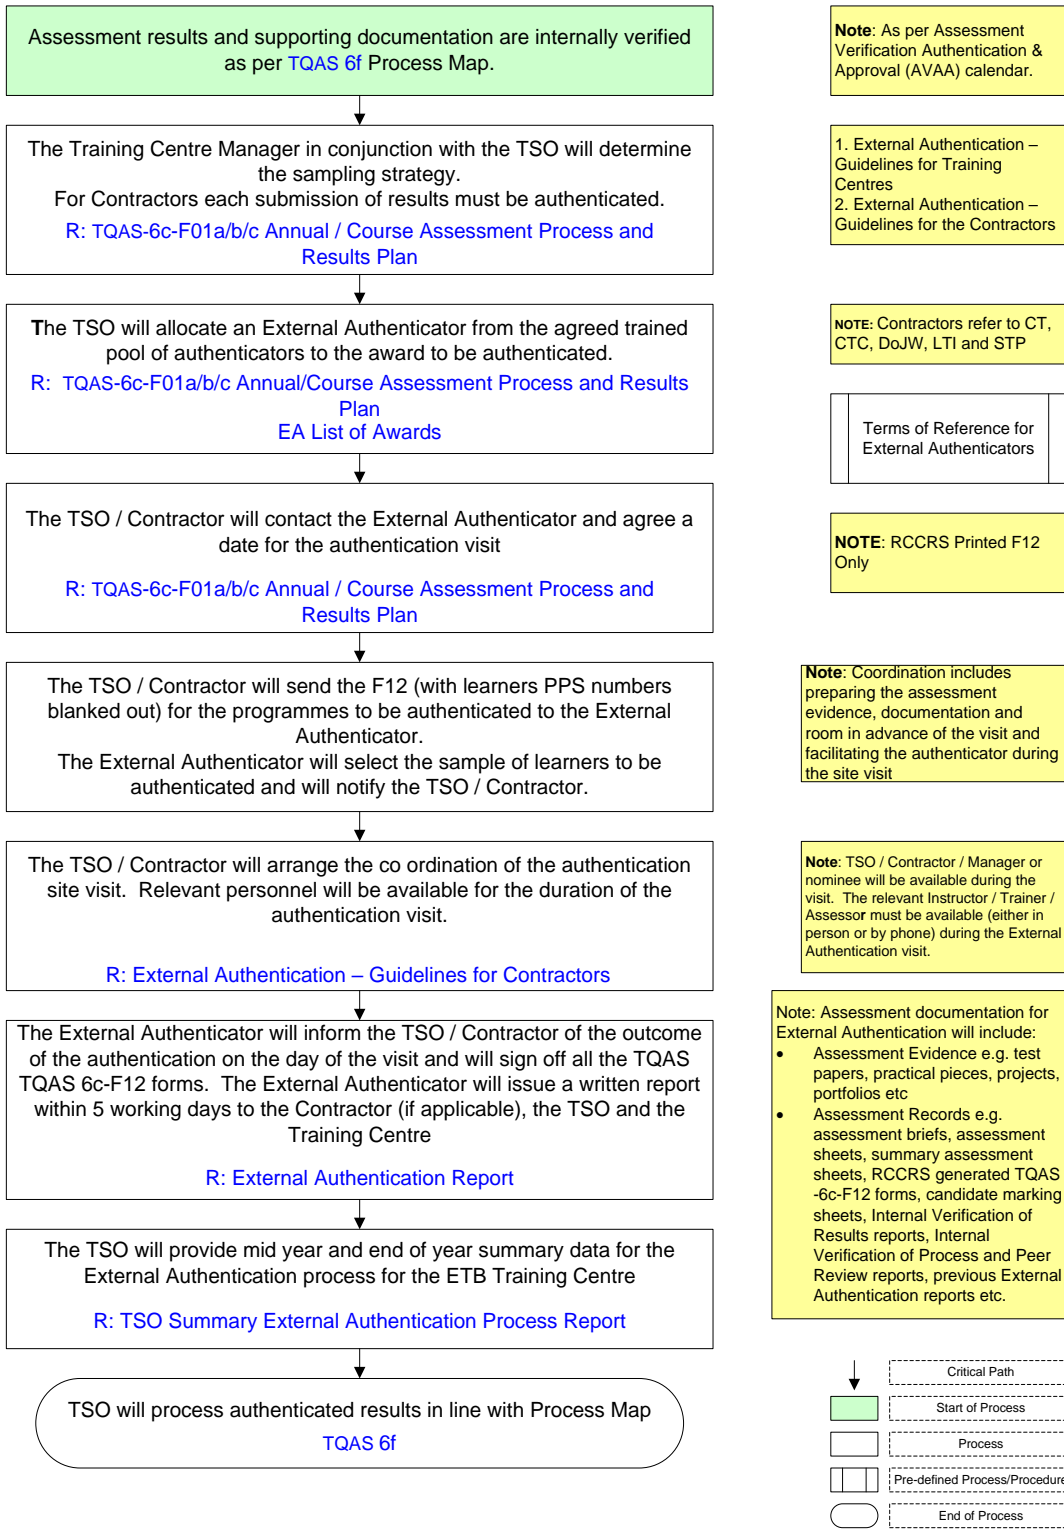 Assessment results and supporting documentation are internally verified
as per TQAS 6f Process Map.
The Training Centre Manager in conjunction with the TSO will determine
the sampling strategy.
For Contractors each submission of results must be authenticated.
R: TQAS-6c-F01a/b/c Annual / Course Assessment Process and
Results Plan
The TSO will allocate an External Authenticator from the agreed trained
pool of authenticators to the award to be authenticated.
R: TQAS-6c-F01a/b/c Annual/Course Assessment Process and Results
Plan
EA List of Awards
The TSO / Contractor will contact the External Authenticator and agree a
date for the authentication visit
R: TQAS-6c-F01a/b/c Annual / Course Assessment Process and
Results Plan
The TSO / Contractor will send the F12 (with learners PPS numbers
blanked out) for the programmes to be authenticated to the External
Authenticator.
The External Authenticator will select the sample of learners to be
authenticated and will notify the TSO / Contractor.
The TSO / Contractor will arrange the co ordination of the authentication
site visit. Relevant personnel will be available for the duration of the
authentication visit.
R: External Authentication – Guidelines for Contractors
The External Authenticator will inform the TSO / Contractor of the outcome
of the authentication on the day of the visit and will sign off all the TQAS
TQAS 6c-F12 forms. The External Authenticator will issue a written report
within 5 working days to the Contractor (if applicable), the TSO and the
Training Centre
R: External Authentication Report
The TSO will provide mid year and end of year summary data for the
External Authentication process for the ETB Training Centre
R: TSO Summary External Authentication Process Report
TSO will process authenticated results in line with Process Map
TQAS 6f
Note: As per Assessment
Verification Authentication &
Approval (AVAA) calendar.
1. External Authentication –
Guidelines for Training
Centres
2. External Authentication –
Guidelines for the Contractors
NOTE: Contractors refer to CT,
CTC, DoJW, LTI and STP
Terms of Reference for
External Authenticators
NOTE: RCCRS Printed F12
Only
Note: Coordination includes
preparing the assessment
evidence, documentation and
room in advance of the visit and
facilitating the authenticator during
the site visit
Note: TSO / Contractor / Manager or
nominee will be available during the
visit. The relevant Instructor / Trainer /
Assessor must be available (either in
person or by phone) during the External
Authentication visit.
Note: Assessment documentation for
External Authentication will include:
• Assessment Evidence e.g. test
papers, practical pieces, projects,
portfolios etc
• Assessment Records e.g.
assessment briefs, assessment
sheets, summary assessment
sheets, RCCRS generated TQAS
-6c-F12 forms, candidate marking
sheets, Internal Verification of
Results reports, Internal
Verification of Process and Peer
Review reports, previous External
Authentication reports etc.
Critical Path
Start of Process
Process
Pre-defined Process/Procedure
End of Process